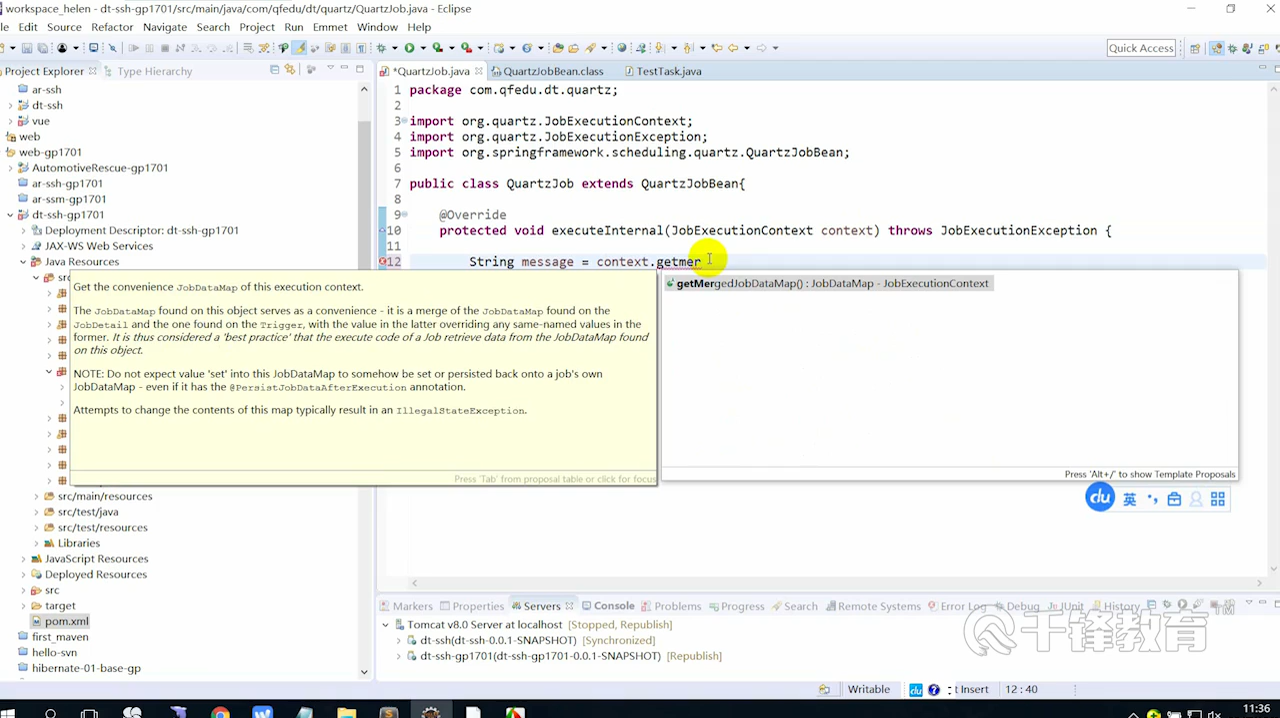 workspace_helen - dt-ssh-gp1701/src/main/java/com/qfedu/dt/quartz/QuartzJob.java - Eclipse
le Edit Source Refactor Navigate Search Project Run Emmet Window Help
Quick Access
Project Explorer Type Hierarchy
ar-ssh
dt-ssh
vue
web
web-gp1701
AutomotiveRescue-gp1701
ar-ssh-gp1701
ar-ssm-gp1701
dt-ssh-gp1701
Deployment Descriptor: dt-ssh-gp1701
JAX-WS Web Services
Java Resources
src
src/main/resources
src/test/java
src/test/resources
Libraries
JavaScript Resources
Deployed Resources
src
target
pom.xml
first_maven
hello-svn
hibernate-01-base-gp
*QuartzJob.java QuartzJobBean.class TestTask.java
1 package com.qfedu.dt.quartz;
2
3 import org.quartz.JobExecutionContext;
4 import org.quartz.JobExecutionException;
5 import org.springframework.scheduling.quartz.QuartzJobBean;
6
7 public class QuartzJob extends QuartzJobBean{
8
9 @Override
10 protected void executeInternal(JobExecutionContext context) throws JobExecutionException {
11
12 String message = context.getmer
Get the convenience JobDataMap of this execution context.
The JobDataMap found on this object serves as a convenience - it is a merge of the JobDataMap found on the
JobDetail and the one found on the Trigger, with the value in the latter overriding any same-named values in the
former. It is thus considered a 'best practice' that the execute code of a Job retrieve data from the JobDataMap found
on this object.
NOTE: Do not expect value 'set' into this JobDataMap to somehow be set or persisted back onto a job's own
JobDataMap - even if it has the @PersistJobDataAfterExecution annotation.
Attempts to change the contents of this map typically result in an IllegalStateException.
Press 'Tab' from proposal table or click for focus
getMergedJobDataMap() : JobDataMap - JobExecutionContext
Press 'Alt+/' to show Template Proposals
du 英
Markers Properties Servers Console Problems Progress Search Remote Systems Error Log Debug JUnit History
Tomcat v8.0 Server at localhost [Stopped, Republish]
dt-ssh(dt-ssh-0.0.1-SNAPSHOT) [Synchronized]
dt-ssh-gp1701(dt-ssh-gp1701-0.0.1-SNAPSHOT) [Republish]
千锋教育 TM
Writable du t Insert 12 : 40
11:36